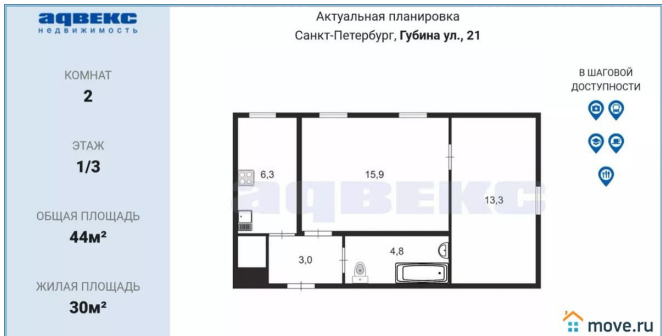 адвекс
недвижимость
КОМНАТ
2
ЭТАЖ
1/3
ОБЩАЯ ПЛОЩАДЬ
44м²
ЖИЛАЯ ПЛОЩАДЬ
30м²
Актуальная планировка
Санкт-Петербург, Губина ул., 21
В ШАГОВОЙ
ДОСТУПНОСТИ
6,3
15,9
13,3
адвекс
3,0
4,8
move.ru